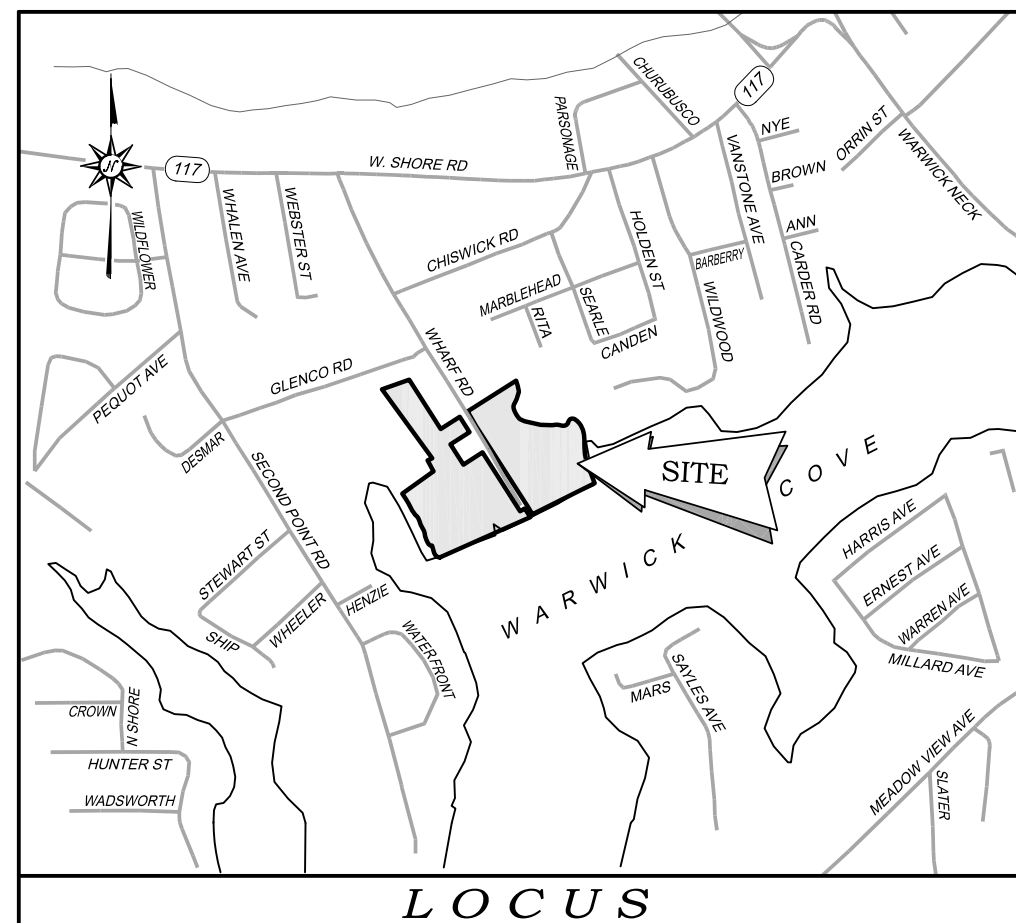 CHURUBUSCO
117
PARSONAGE
NYE
ORRIN ST
W. SHORE RD
117
VANSTONE AVE
BROWN
WARWICK NECK
WILDFLOWER
WHALEN AVE
WEBSTER ST
HOLDEN ST
ANN
CHISWICK RD
BARBERRY
CARDER RD
MARBLEHEAD
RITA
SEARLE
WILDWOOD
CANDEN
WHARF RD
PEQUOT AVE
GLENCO RD
DESMAR
SITE
SECOND POINT RD
WARWICK COVE
HARRIS AVE
STEWART ST
ERNEST AVE
SHIP
WHEELER
HENZIE
WARREN AVE
WATERFRONT
MILLARD AVE
MARS
SAYLES AVE
CROWN
N SHORE
HUNTER ST
MEADOW VIEW AVE
WADSWORTH
SLATER
N
LOCUS